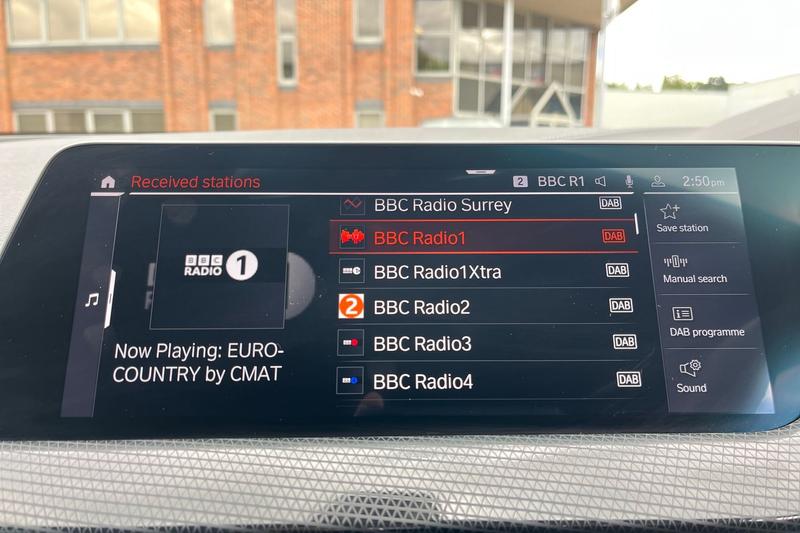 Received stations
2 BBC R1 2:50pm
BBC Radio Surrey DAB
BBC Radio1 DAB
BBC Radio1Xtra DAB
BBC Radio2 DAB
BBC Radio3 DAB
BBC Radio4 DAB
BBC
RADIO 1
Now Playing: EURO-
COUNTRY by CMAT
2
Save station
Manual search
DAB programme
Sound